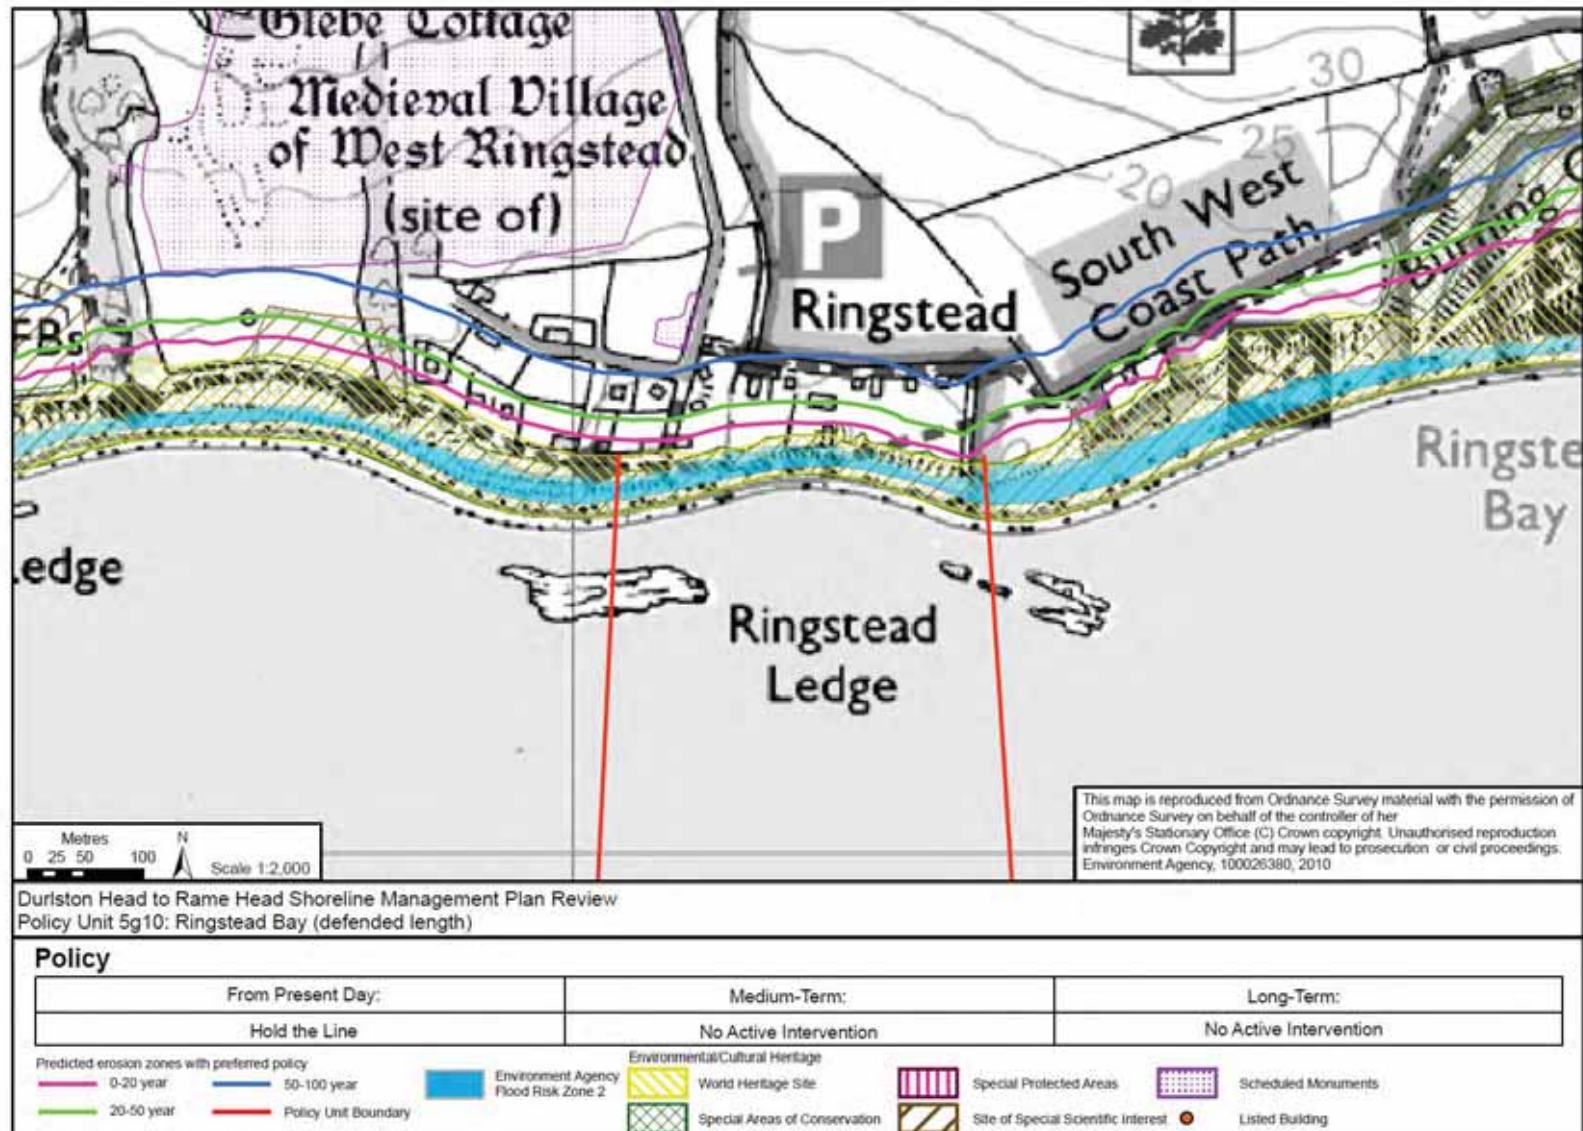 Glebe Cottage
Medieval Village
of West Ringstead
(site of)
30
25
20
P
South West
Coast Path
Burning
Ringstead
FBs
Ringste
Bay
Ledge
Ringstead
Ledge
This map is reproduced from Ordnance Survey material with the permission of
Ordnance Survey on behalf of the controller of her
Majesty's Stationary Office (C) Crown copyright. Unauthorised reproduction
infringes Crown Copyright and may lead to prosecution or civil proceedings.
Environment Agency, 100026380, 2010
Metres N
0 25 50 100 Scale 1:2,000
Durlston Head to Rame Head Shoreline Management Plan Review
Policy Unit 5g10: Ringstead Bay (defended length)
Policy
From Present Day: Medium-Term: Long-Term:
Hold the Line No Active Intervention No Active Intervention
Predicted erosion zones with preferred policy
0-20 year 50-100 year
20-50 year Policy Unit Boundary
Environment Agency
Flood Risk Zone 2
Environmental/Cultural Heritage
World Heritage Site Special Protected Areas Scheduled Monuments
Special Areas of Conservation Site of Special Scientific Interest Listed Building